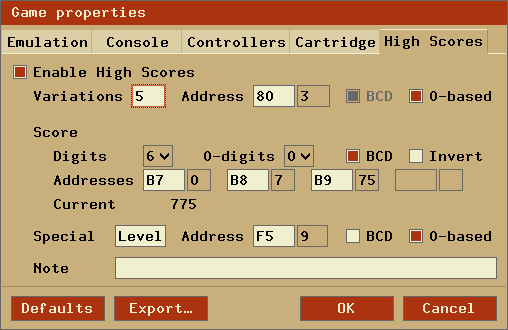 Game properties
Emulation Console Controllers Cartridge High Scores
Enable High Scores
Variations 5 Address 80 3 BCD 0-based
Score
Digits 6 0-digits 0 BCD Invert
Addresses B7 0 B8 7 B9 75
Current 775
Special Level Address F5 9 BCD 0-based
Note
Defaults Export… OK Cancel